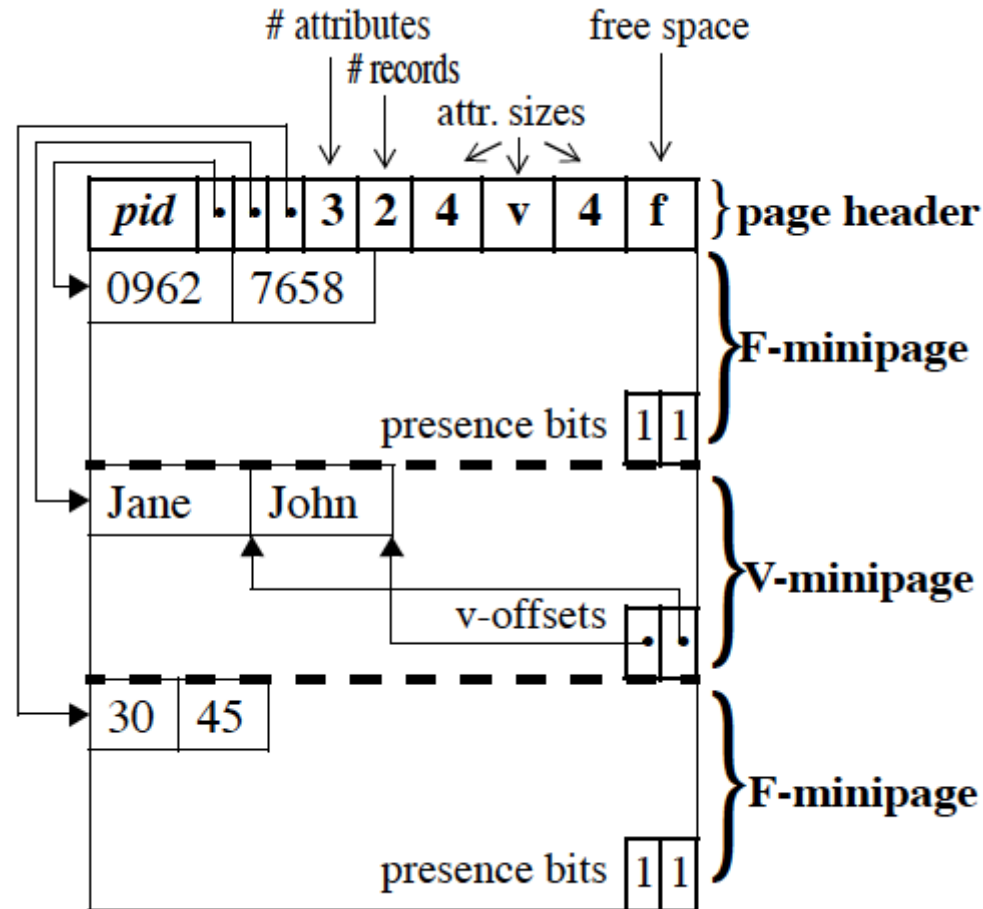 # attributes free space
# records
attr. sizes
pid 3 2 4 v 4 f page header
0962 7658
F-minipage
presence bits 1 1
Jane John
V-minipage
v-offsets
30 45
F-minipage
presence bits 1 1